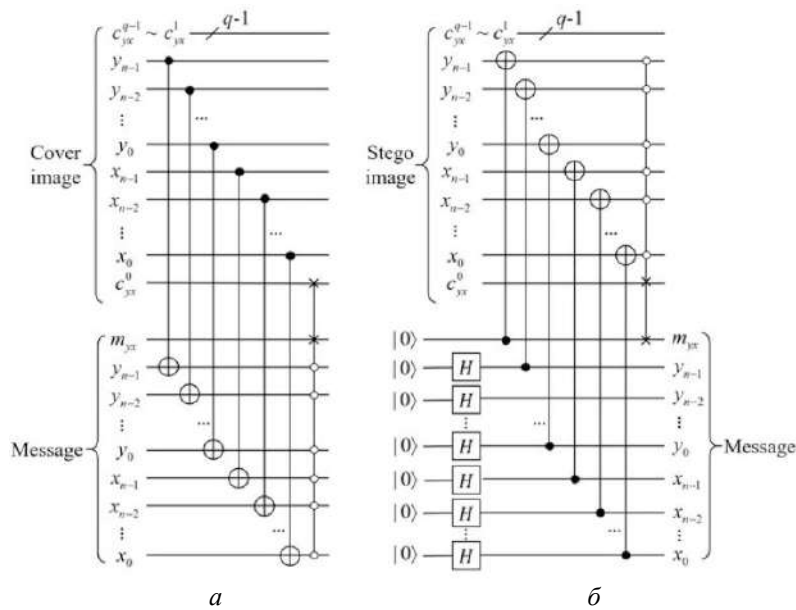 c_{yx}^{q-1} ~ c_{yx}^{1} q-1
y_{n-1}
y_{n-2}
⋮ ...
Cover image
y_0
x_{n-1}
x_{n-2}
⋮ ...
x_0
c_{yx}^{0}
m_{yx}
y_{n-1}
y_{n-2}
⋮ ...
Message
y_0
x_{n-1}
x_{n-2}
⋮ ...
x_0
a
c_{yx}^{q-1} ~ c_{yx}^{1} q-1
y_{n-1}
y_{n-2}
⋮ ...
Stego image
y_0
x_{n-1}
x_{n-2}
⋮ ...
x_0
c_{yx}^{0}
|0⟩ m_{yx}
|0⟩ H y_{n-1}
|0⟩ H y_{n-2}
⋮ ... ⋮
|0⟩ H y_0
Message
|0⟩ H x_{n-1}
|0⟩ H x_{n-2}
⋮ ... ⋮
|0⟩ H x_0
б